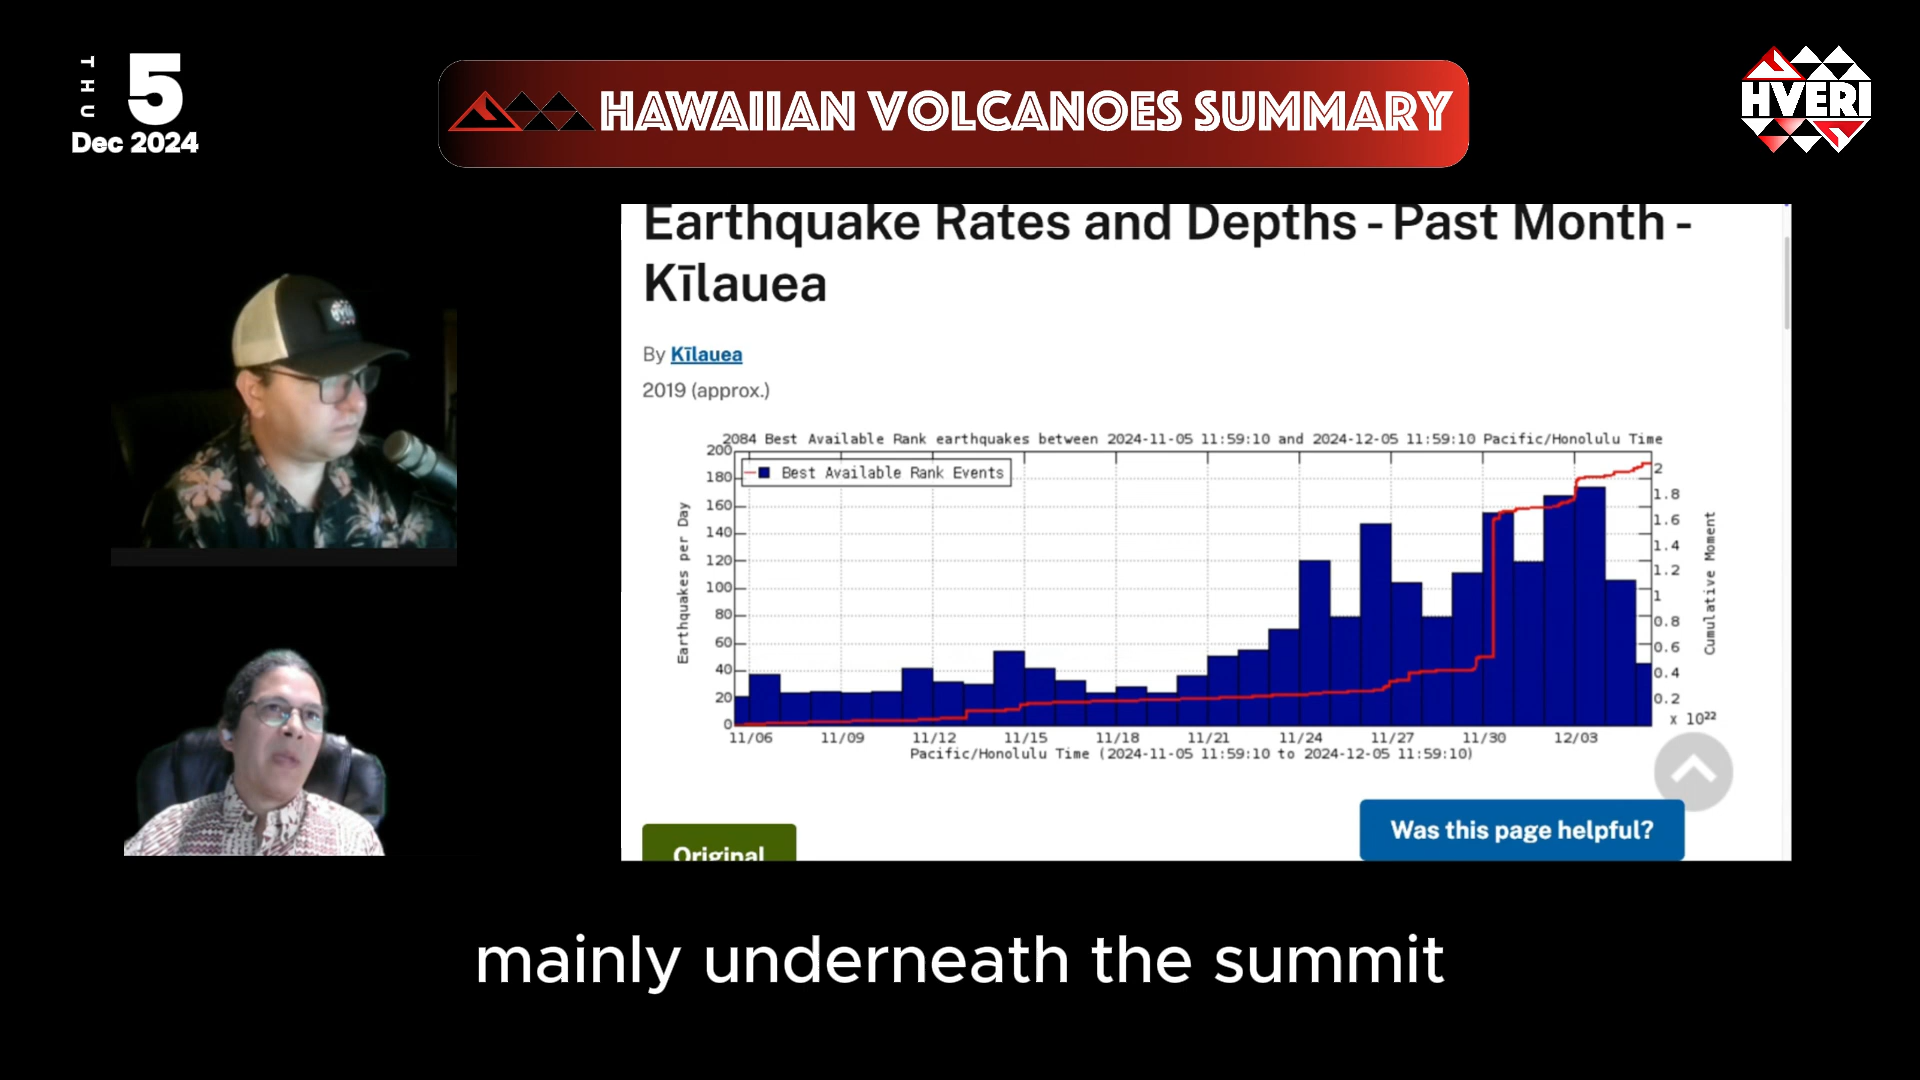 THU
5
Dec 2024
HAWAIIAN VOLCANOES SUMMARY
HVERI
Earthquake Rates and Depths - Past Month -
Kīlauea
By Kīlauea
2019 (approx.)
2084 Best Available Rank earthquakes between 2024-11-05 11:59:10 and 2024-12-05 11:59:10 Pacific/Honolulu Time
Best Available Rank Events
Earthquakes per Day
200
180
160
140
120
100
80
60
40
20
0
2
1.8
1.6
1.4
1.2
1
0.8
0.6
0.4
0.2
x 10²²
Cumulative Moment
11/06 11/09 11/12 11/15 11/18 11/21 11/24 11/27 11/30 12/03
Pacific/Honolulu Time (2024-11-05 11:59:10 to 2024-12-05 11:59:10)
Was this page helpful?
Original
mainly underneath the summit